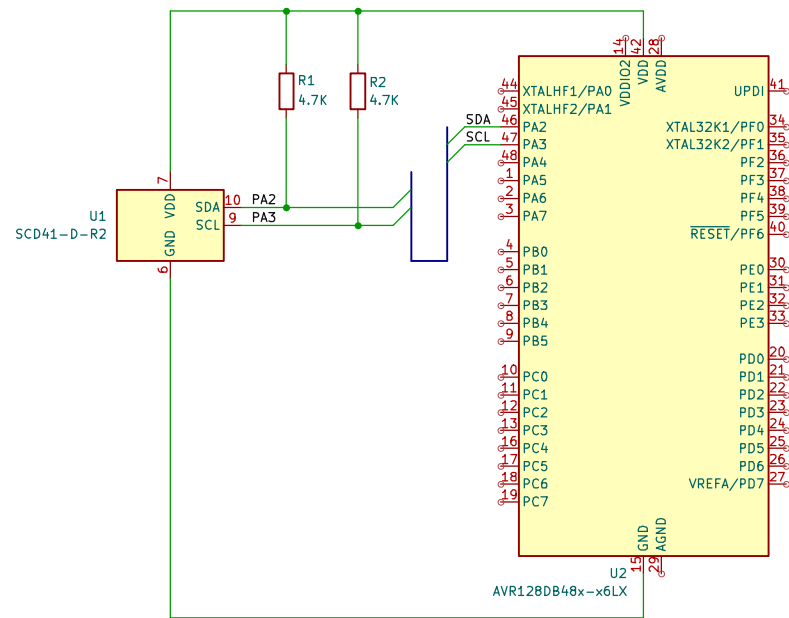 R1
4.7K
R2
4.7K
U1
SCD41-D-R2
7
VDD
SDA
10
PA2
SCL
9
PA3
GND
6
SDA
SCL
14
VDDIO2
42
VDD
28
AVDD
44 XTALHF1/PA0
45 XTALHF2/PA1
46 PA2
47 PA3
48 PA4
1 PA5
2 PA6
3 PA7
4 PB0
5 PB1
6 PB2
7 PB3
8 PB4
9 PB5
10 PC0
11 PC1
12 PC2
13 PC3
16 PC4
17 PC5
18 PC6
19 PC7
UPDI 41
XTAL32K1/PF0 34
XTAL32K2/PF1 35
PF2 36
PF3 37
PF4 38
PF5 39
RESET/PF6 40
PE0 30
PE1 31
PE2 32
PE3 33
PD0 20
PD1 21
PD2 22
PD3 23
PD4 24
PD5 25
PD6 26
VREFA/PD7 27
GND
15
AGND
29
U2
AVR128DB48x-x6LX